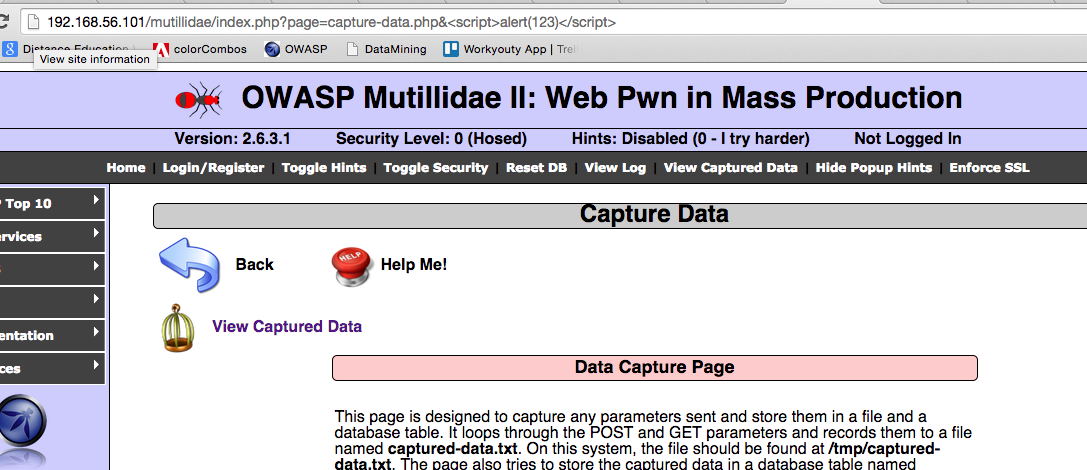 192.168.56.101/mutillidae/index.php?page=capture-data.php&<script>alert(123)</script>
Distance Education colorCombos OWASP DataMining Workyouty App | Trel
View site information
OWASP Mutillidae II: Web Pwn in Mass Production
Version: 2.6.3.1 Security Level: 0 (Hosed) Hints: Disabled (0 - I try harder) Not Logged In
Home | Login/Register | Toggle Hints | Toggle Security | Reset DB | View Log | View Captured Data | Hide Popup Hints | Enforce SSL
Top 10
rvices
entation
ces
Capture Data
Back HELP Help Me!
View Captured Data
Data Capture Page
This page is designed to capture any parameters sent and store them in a file and a
database table. It loops through the POST and GET parameters and records them to a file
named captured-data.txt. On this system, the file should be found at /tmp/captured-
data.txt. The page also tries to store the captured data in a database table named